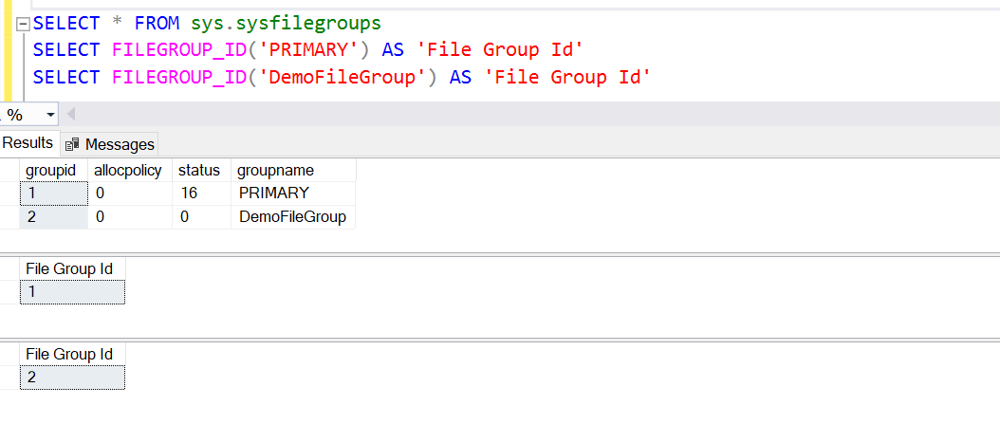 SELECT * FROM sys.sysfilegroups
SELECT FILEGROUP_ID('PRIMARY') AS 'File Group Id'
SELECT FILEGROUP_ID('DemoFileGroup') AS 'File Group Id'
%
Results Messages
groupid allocpolicy status groupname
1 0 16 PRIMARY
2 0 0 DemoFileGroup
File Group Id
1
File Group Id
2